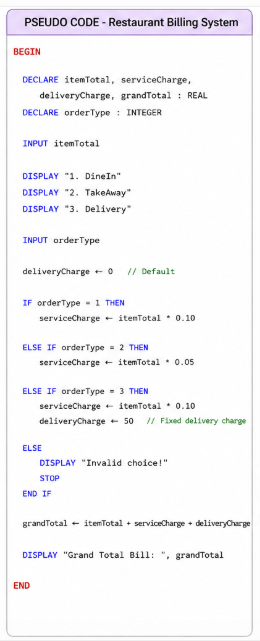 PSEUDO CODE - Restaurant Billing System
BEGIN
DECLARE itemTotal, serviceCharge,
deliveryCharge, grandTotal : REAL
DECLARE orderType : INTEGER
INPUT itemTotal
DISPLAY "1. DineIn"
DISPLAY "2. TakeAway"
DISPLAY "3. Delivery"
INPUT orderType
deliveryCharge ← 0 // Default
IF orderType = 1 THEN
serviceCharge ← itemTotal * 0.10
ELSE IF orderType = 2 THEN
serviceCharge ← itemTotal * 0.05
ELSE IF orderType = 3 THEN
serviceCharge ← itemTotal * 0.10
deliveryCharge ← 50 // Fixed delivery charge
ELSE
DISPLAY "Invalid choice!"
STOP
END IF
grandTotal ← itemTotal + serviceCharge + deliveryCharge
DISPLAY "Grand Total Bill: ", grandTotal
END